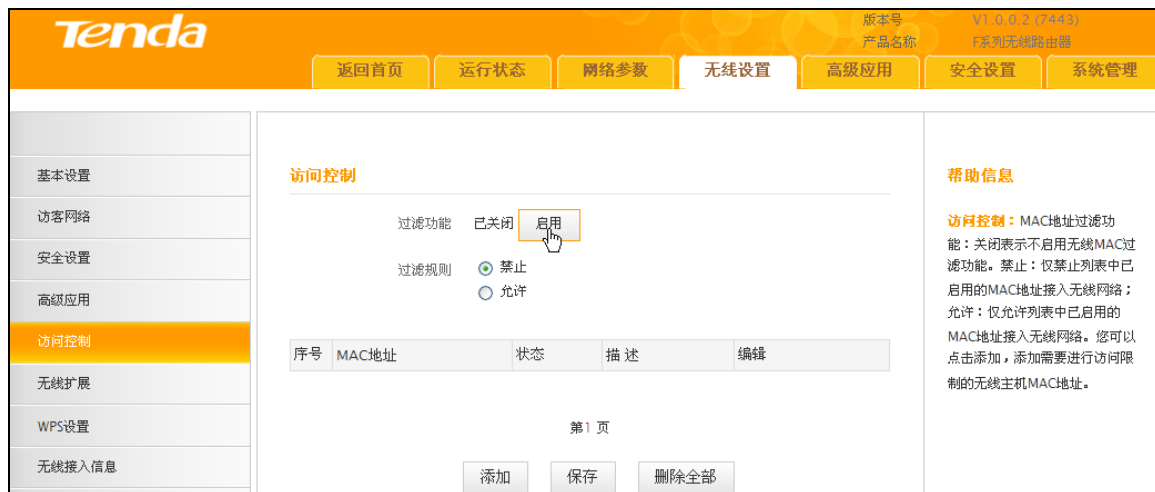 Tenda
版本号 V1.0.0.2 (7443)
产品名称 F系列无线路由器
返回首页 运行状态 网络参数 无线设置 高级应用 安全设置 系统管理
基本设置
访客网络
安全设置
高级应用
访问控制
无线扩展
WPS设置
无线接入信息
访问控制
过滤功能 已关闭 启用
过滤规则 禁止
允许
序号 MAC地址 状态 描述 编辑
第1 页
添加 保存 删除全部
帮助信息
访问控制：MAC地址过滤功
能：关闭表示不启用无线MAC过
滤功能。禁止：仅禁止列表中已
启用的MAC地址接入无线网络；
允许：仅允许列表中已启用的
MAC地址接入无线网络。您可以
点击添加，添加需要进行访问限
制的无线主机MAC地址。